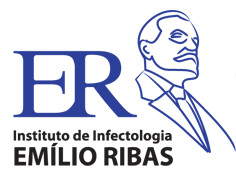 ER
Instituto de Infectologia
EMÍLIO RIBAS